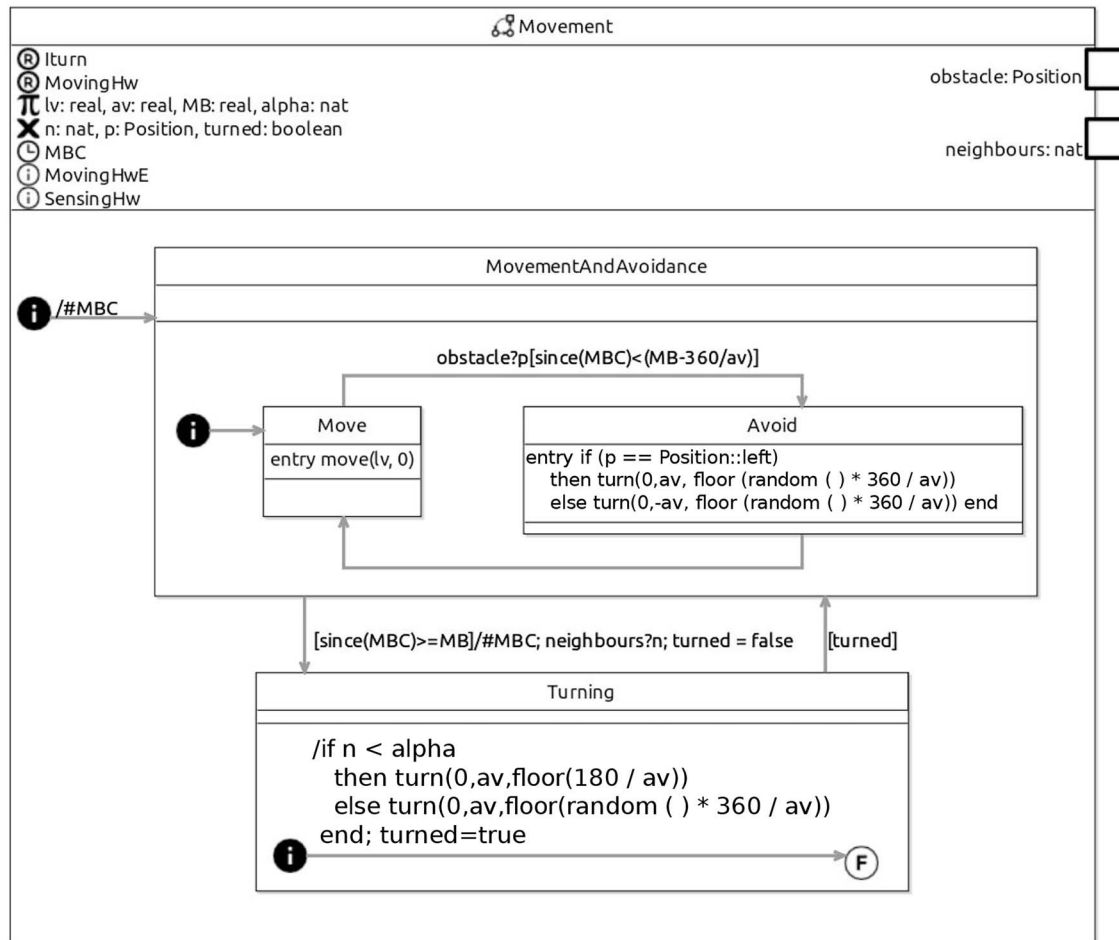 Movement
R Iturn
R MovingHw
π lv: real, av: real, MB: real, alpha: nat
X n: nat, p: Position, turned: boolean
MBC
i MovingHwE
i SensingHw
obstacle: Position
neighbours: nat
i /#MBC
MovementAndAvoidance
obstacle?p[since(MBC)<(MB-360/av)]
i
Move
entry move(lv, 0)
Avoid
entry if (p == Position::left)
then turn(0,av, floor (random ( ) * 360 / av))
else turn(0,-av, floor (random ( ) * 360 / av)) end
[since(MBC)>=MB]/#MBC; neighbours?n; turned = false
[turned]
Turning
/if n < alpha
then turn(0,av,floor(180 / av))
else turn(0,av,floor(random ( ) * 360 / av))
end; turned=true
i
F